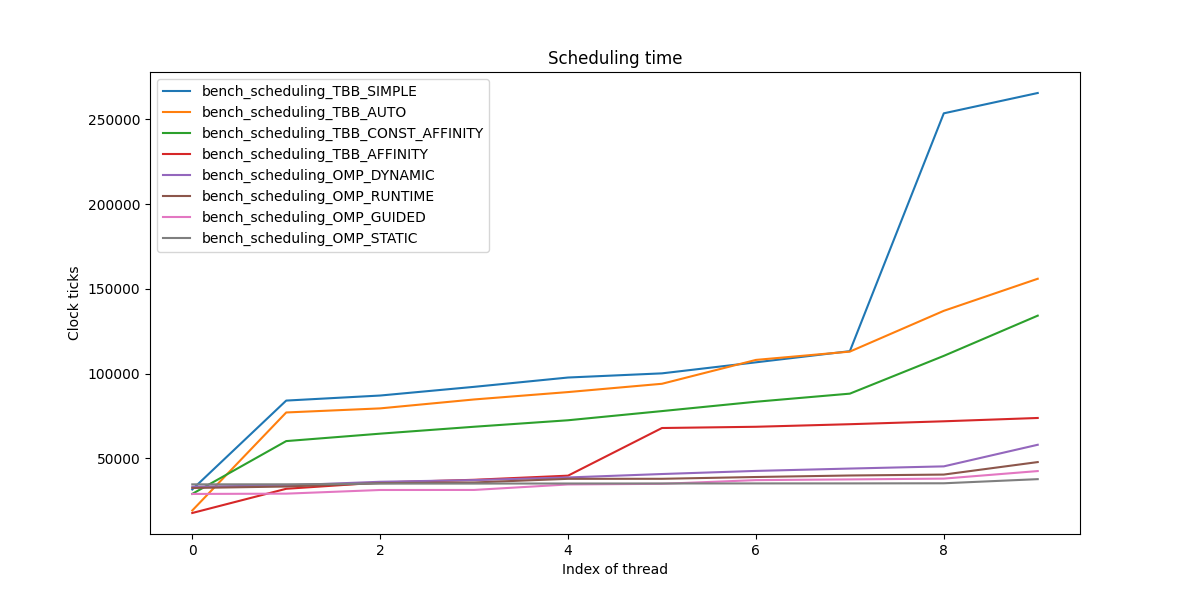 Scheduling time
bench_scheduling_TBB_SIMPLE
bench_scheduling_TBB_AUTO
bench_scheduling_TBB_CONST_AFFINITY
bench_scheduling_TBB_AFFINITY
bench_scheduling_OMP_DYNAMIC
bench_scheduling_OMP_RUNTIME
bench_scheduling_OMP_GUIDED
bench_scheduling_OMP_STATIC
Clock ticks
250000
200000
150000
100000
50000
0 2 4 6 8
Index of thread